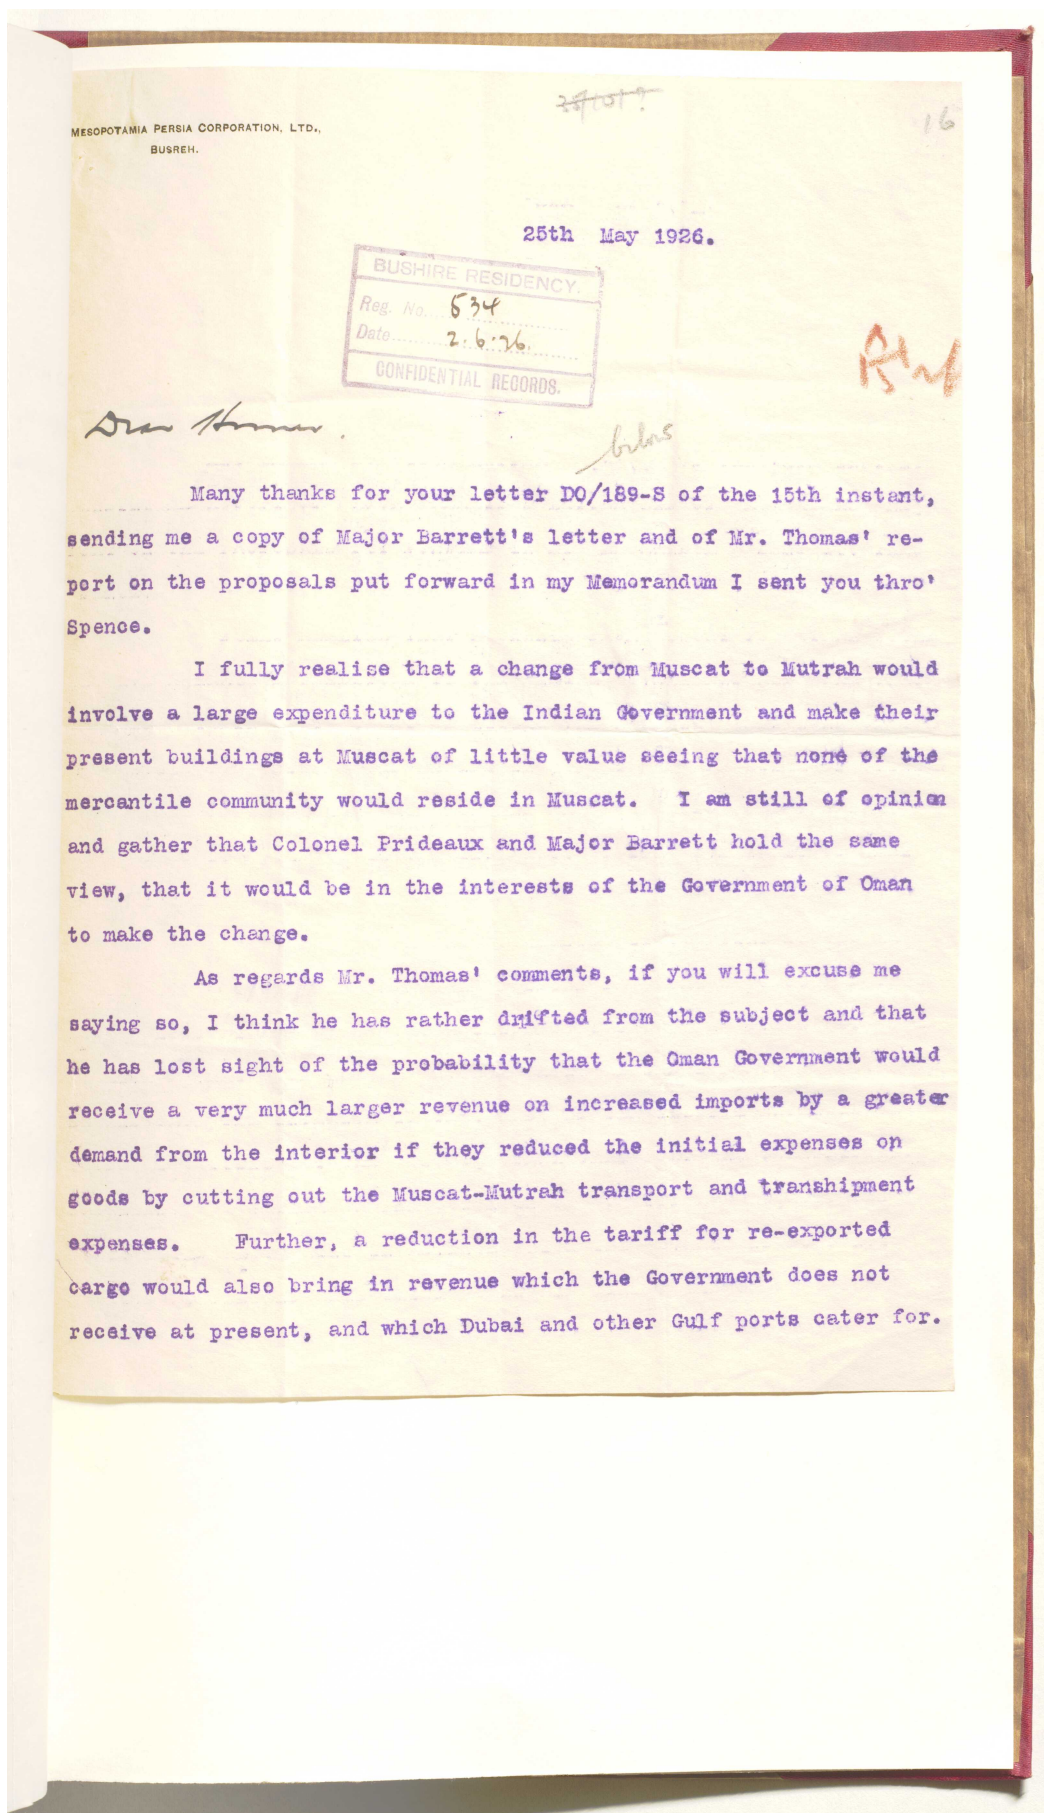 16
MESOPOTAMIA PERSIA CORPORATION, LTD.,
BUSREH.
25th May 1926.
BUSHIRE RESIDENCY.
Reg. No. 534
Date 2.6.26.
CONFIDENTIAL RECORDS.
Dear
below
Many thanks for your letter DO/189-S of the 15th instant,
sending me a copy of Major Barrett's letter and of Mr. Thomas' re-
port on the proposals put forward in my Memorandum I sent you thro'
Spence.
I fully realise that a change from Muscat to Mutrah would
involve a large expenditure to the Indian Government and make their
present buildings at Muscat of little value seeing that none of the
mercantile community would reside in Muscat. I am still of opinion
and gather that Colonel Prideaux and Major Barrett hold the same
view, that it would be in the interests of the Government of Oman
to make the change.
As regards Mr. Thomas' comments, if you will excuse me
saying so, I think he has rather drifted from the subject and that
he has lost sight of the probability that the Oman Government would
receive a very much larger revenue on increased imports by a greater
demand from the interior if they reduced the initial expenses on
goods by cutting out the Muscat-Mutrah transport and transhipment
expenses. Further, a reduction in the tariff for re-exported
cargo would also bring in revenue which the Government does not
receive at present, and which Dubai and other Gulf ports cater for.